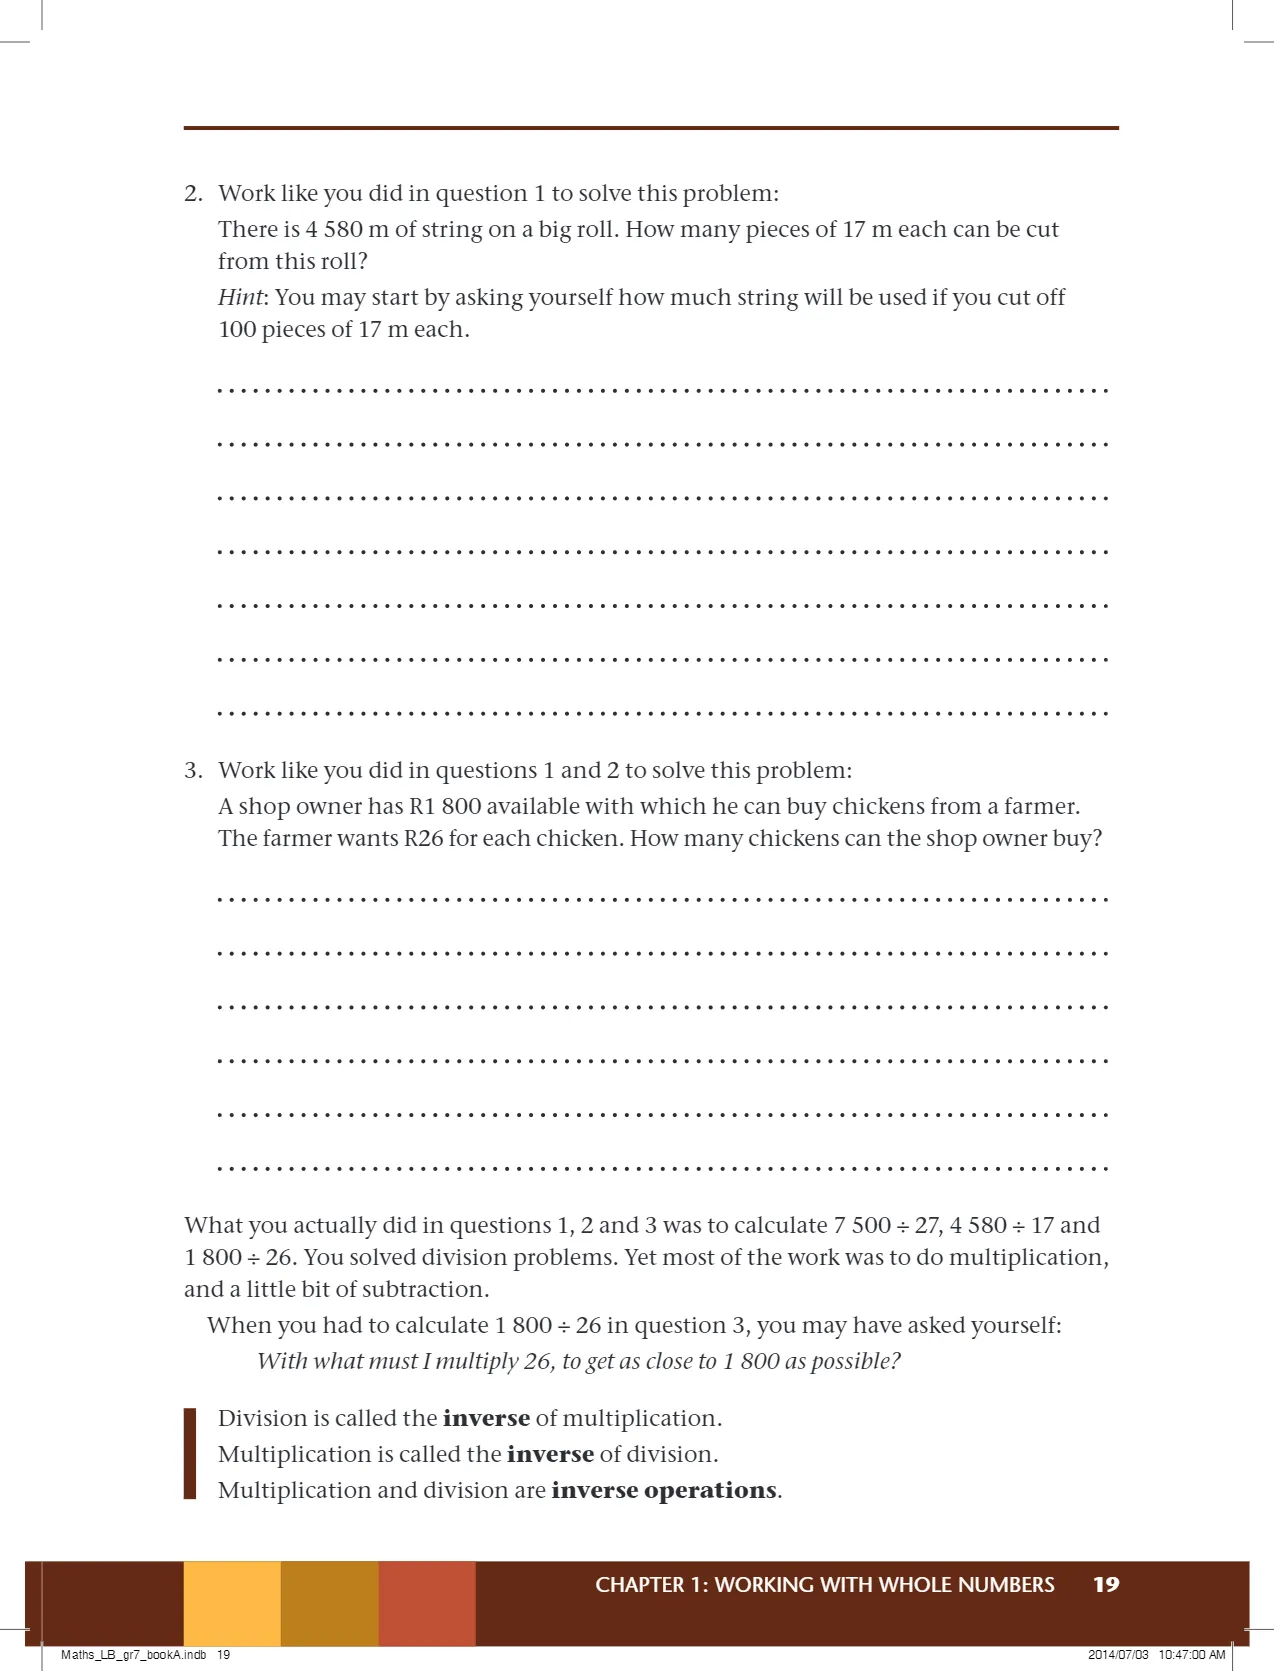 2. Work like you did in question 1 to solve this problem:
There is 4 580 m of string on a big roll. How many pieces of 17 m each can be cut
from this roll?
Hint: You may start by asking yourself how much string will be used if you cut off
100 pieces of 17 m each.
3. Work like you did in questions 1 and 2 to solve this problem:
A shop owner has R1 800 available with which he can buy chickens from a farmer.
The farmer wants R26 for each chicken. How many chickens can the shop owner buy?
What you actually did in questions 1, 2 and 3 was to calculate 7 500 ÷ 27, 4 580 ÷ 17 and
1 800 ÷ 26. You solved division problems. Yet most of the work was to do multiplication,
and a little bit of subtraction.
When you had to calculate 1 800 ÷ 26 in question 3, you may have asked yourself:
With what must I multiply 26, to get as close to 1 800 as possible?
Division is called the inverse of multiplication.
Multiplication is called the inverse of division.
Multiplication and division are inverse operations.
CHAPTER 1: WORKING WITH WHOLE NUMBERS 19
Maths_LB_gr7_bookA.indb 19 2014/07/03 10:47:00 AM